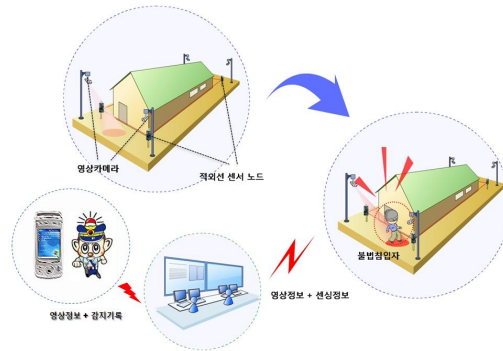 영상카메라
적외선 센서 노드
불법침입자
영상정보 + 센싱정보
영상정보 + 감지기록